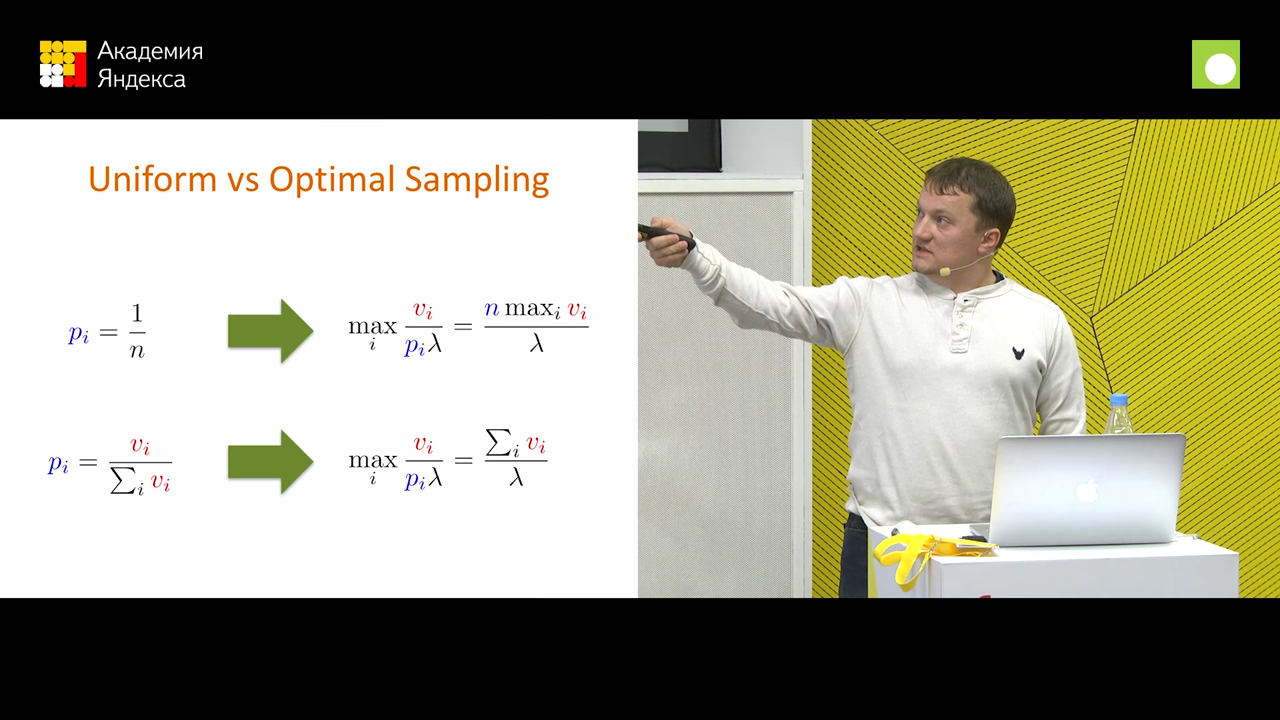 Академия
Яндекса
Uniform vs Optimal Sampling
p_i = 1/n
max_i v_i/(p_i λ) = (n max_i v_i)/λ
p_i = v_i/(∑_i v_i)
max_i v_i/(p_i λ) = (∑_i v_i)/λ